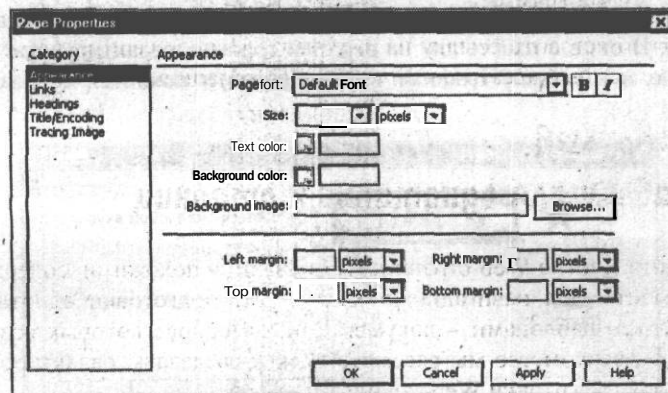 Page Properties
Category
Appearance
Links
Headings
Title/Encoding
Tracing Image
Appearance
Page font: Default Font B I
Size: pixels
Text color:
Background color:
Background image: Browse...
Left margin: pixels Right margin: pixels
Top margin: pixels Bottom margin: pixels
OK Cancel Apply Help